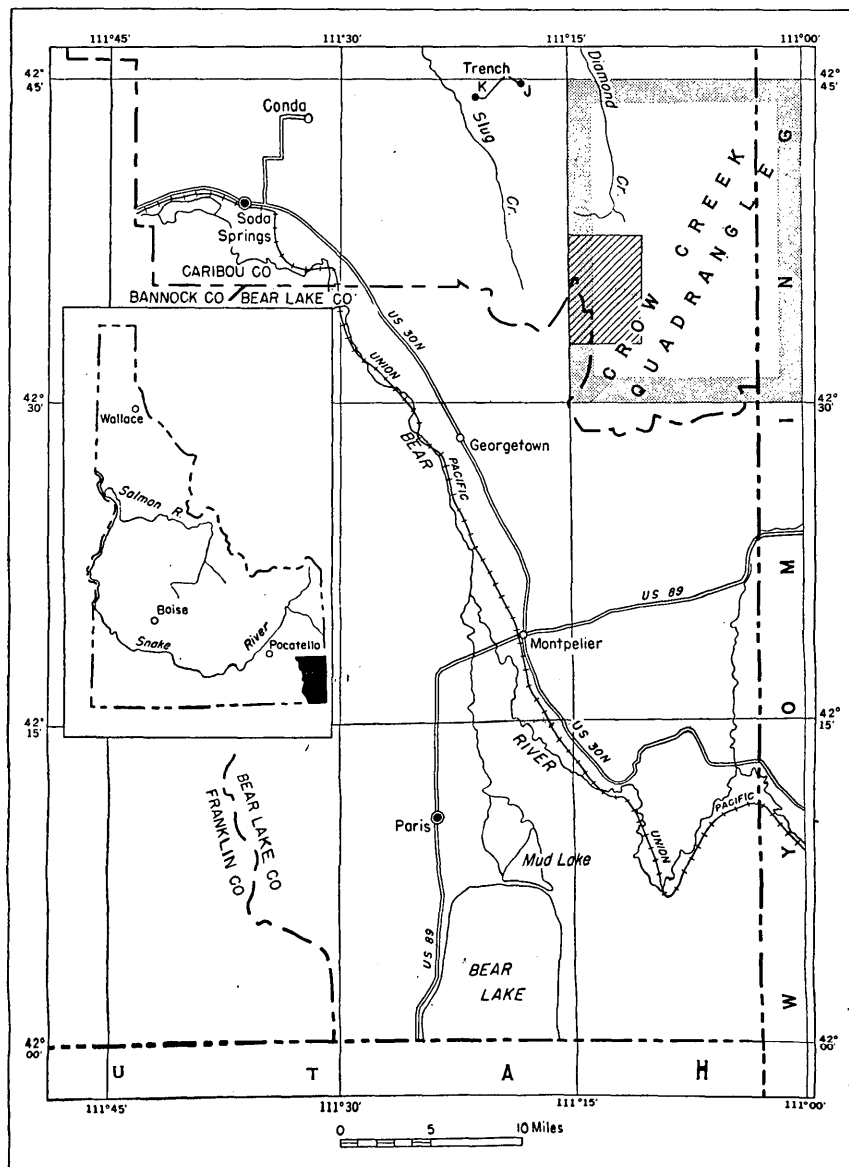 111°45' 111°30' 111°15' 111°00'
42° 45'
42° 45'
Trench
K J
Conda
Slug
Cr.
Diamond
Cr.
CROW CREEK
QUADRANGLE
Soda
Springs
CARIBOU CO
BANNOCK CO BEAR LAKE CO
US 30N
UNION
PACIFIC
BEAR
RIVER
42° 30'
42° 30'
Georgetown
Wallace
Salmon R.
Boise
Snake River
Pocatello
US 89
Montpelier
42° 15'
42° 15'
US 30N
UNION
PACIFIC
BEAR LAKE CO
FRANKLIN CO
Paris
Mud Lake
US 89
BEAR
LAKE
WYOMING
42° 00'
42° 00'
UTAH
111°45' 111°30' 111°15' 111°00'
0 5 10 Miles